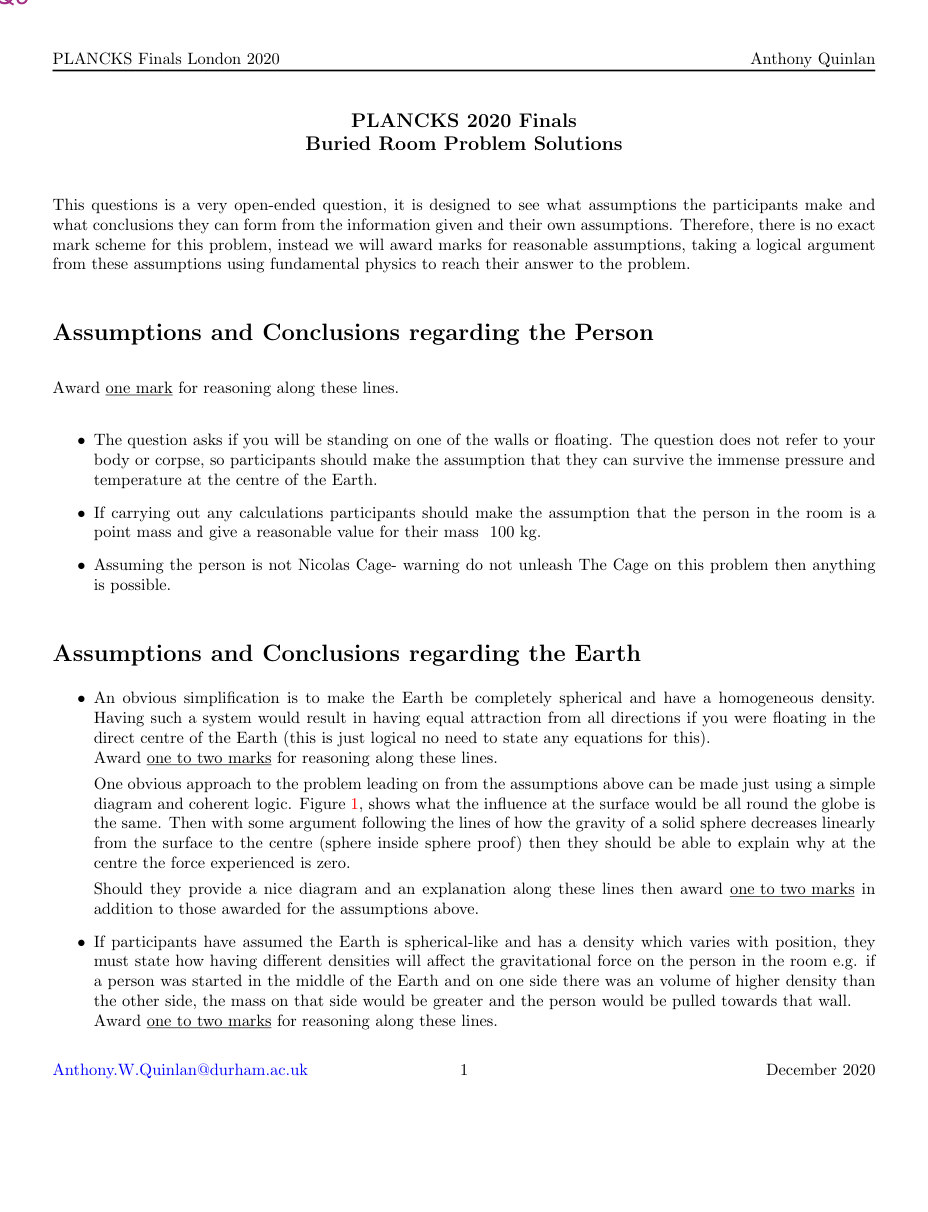 PLANCKS Finals London 2020 Anthony Quinlan
PLANCKS 2020 Finals
Buried Room Problem Solutions
This questions is a very open-ended question, it is designed to see what assumptions the participants make and
what conclusions they can form from the information given and their own assumptions. Therefore, there is no exact
mark scheme for this problem, instead we will award marks for reasonable assumptions, taking a logical argument
from these assumptions using fundamental physics to reach their answer to the problem.
Assumptions and Conclusions regarding the Person
Award one mark for reasoning along these lines.
• The question asks if you will be standing on one of the walls or floating. The question does not refer to your
body or corpse, so participants should make the assumption that they can survive the immense pressure and
temperature at the centre of the Earth.
• If carrying out any calculations participants should make the assumption that the person in the room is a
point mass and give a reasonable value for their mass 100 kg.
• Assuming the person is not Nicolas Cage- warning do not unleash The Cage on this problem then anything
is possible.
Assumptions and Conclusions regarding the Earth
• An obvious simplification is to make the Earth be completely spherical and have a homogeneous density.
Having such a system would result in having equal attraction from all directions if you were floating in the
direct centre of the Earth (this is just logical no need to state any equations for this).
Award one to two marks for reasoning along these lines.
One obvious approach to the problem leading on from the assumptions above can be made just using a simple
diagram and coherent logic. Figure 1, shows what the influence at the surface would be all round the globe is
the same. Then with some argument following the lines of how the gravity of a solid sphere decreases linearly
from the surface to the centre (sphere inside sphere proof) then they should be able to explain why at the
centre the force experienced is zero.
Should they provide a nice diagram and an explanation along these lines then award one to two marks in
addition to those awarded for the assumptions above.
• If participants have assumed the Earth is spherical-like and has a density which varies with position, they
must state how having different densities will affect the gravitational force on the person in the room e.g. if
a person was started in the middle of the Earth and on one side there was an volume of higher density than
the other side, the mass on that side would be greater and the person would be pulled towards that wall.
Award one to two marks for reasoning along these lines.
Anthony.W.Quinlan@durham.ac.uk 1 December 2020